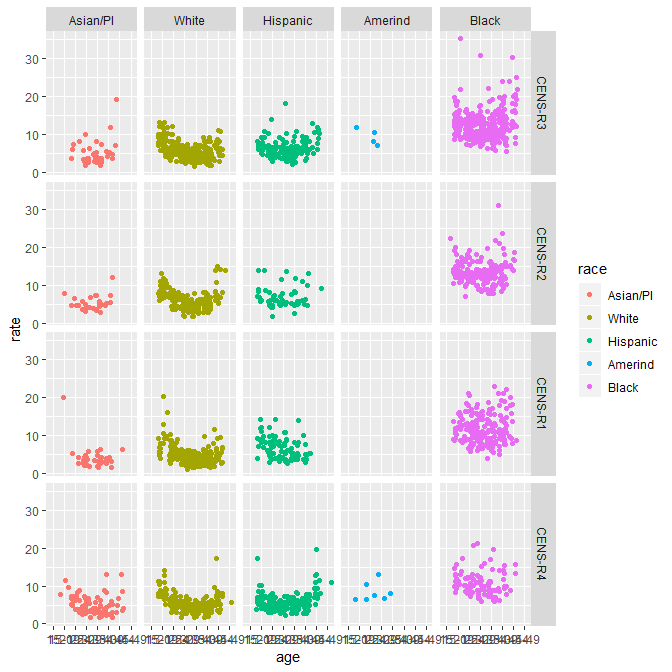 Asian/PI White Hispanic Amerind Black
30
20
10
0
CENS-R3
30
20
10
0
CENS-R2
30
20
10
0
CENS-R1
30
20
10
0
CENS-R4
rate
age
race
Asian/PI
White
Hispanic
Amerind
Black